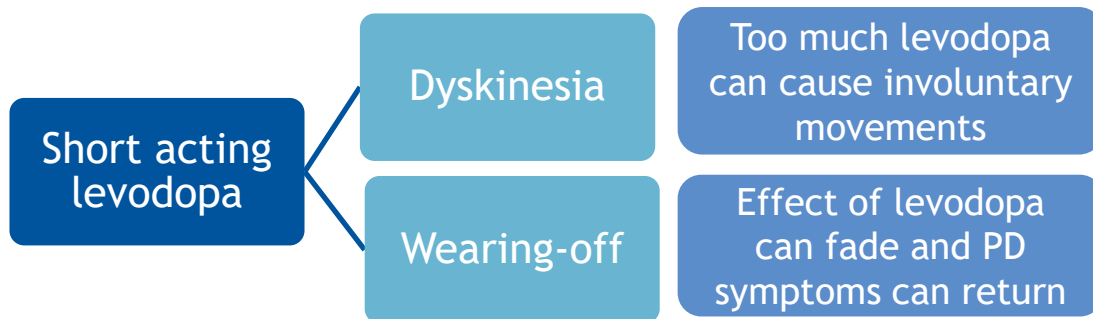 Short acting
levodopa
Dyskinesia
Too much levodopa
can cause involuntary
movements
Wearing-off
Effect of levodopa
can fade and PD
symptoms can return